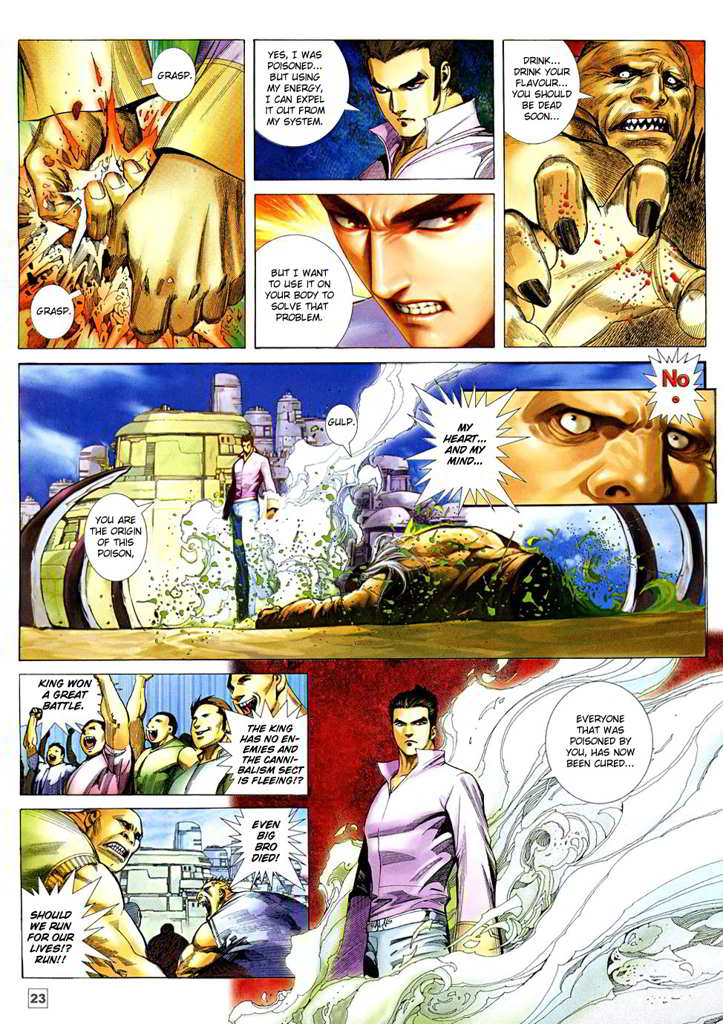 GRASP.
GRASP.
YES, I WAS
POISONED...
BUT USING
MY ENERGY,
I CAN EXPEL
IT OUT FROM
MY SYSTEM.
BUT I WANT
TO USE IT ON
YOUR BODY TO
SOLVE THAT
PROBLEM.
DRINK...
DRINK YOUR
FLAVOUR...
YOU SHOULD
BE DEAD
SOON...
YOU ARE
THE ORIGIN
OF THIS
POISON,
GULP.
MY
HEART...
AND MY
MIND...
No
KING WON
A GREAT
BATTLE.
THE KING
HAS NO EN-
EMIES AND
THE CANNI-
BALISM SECT
IS FLEEING!?
EVEN
BIG
BRO
DIED!
SHOULD
WE RUN
FOR OUR
LIVES!?
RUN!!
EVERYONE
THAT WAS
POISONED BY
YOU, HAS NOW
BEEN CURED...
23